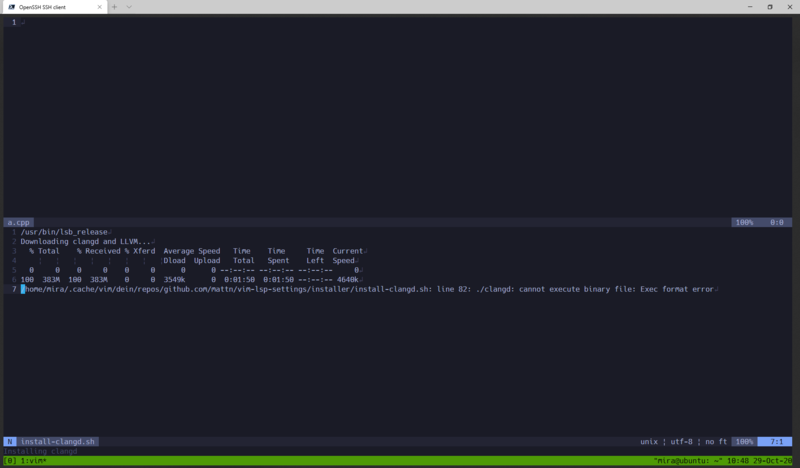 OpenSSH SSH client
1
a.cpp 100% 0:0
1 /usr/bin/lsb_release
2 Downloading clangd and LLVM...
3 % Total % Received % Xferd Average Speed Time Time Time Current
4 Dload Upload Total Spent Left Speed
5 0 0 0 0 0 0 0 0 --:--:-- --:--:-- --:--:-- 0
6 100 383M 100 383M 0 0 3549k 0 0:01:50 0:01:50 --:--:-- 4640k
7 /home/mira/.cache/vim/dein/repos/github.com/mattn/vim-lsp-settings/installer/install-clangd.sh: line 82: ./clangd: cannot execute binary file: Exec format error
N install-clangd.sh unix ¦ utf-8 ¦ no ft 100% 7:1
Installing clangd
[0] 1:vim* "mira@ubuntu: ~" 10:48 29-Oct-20